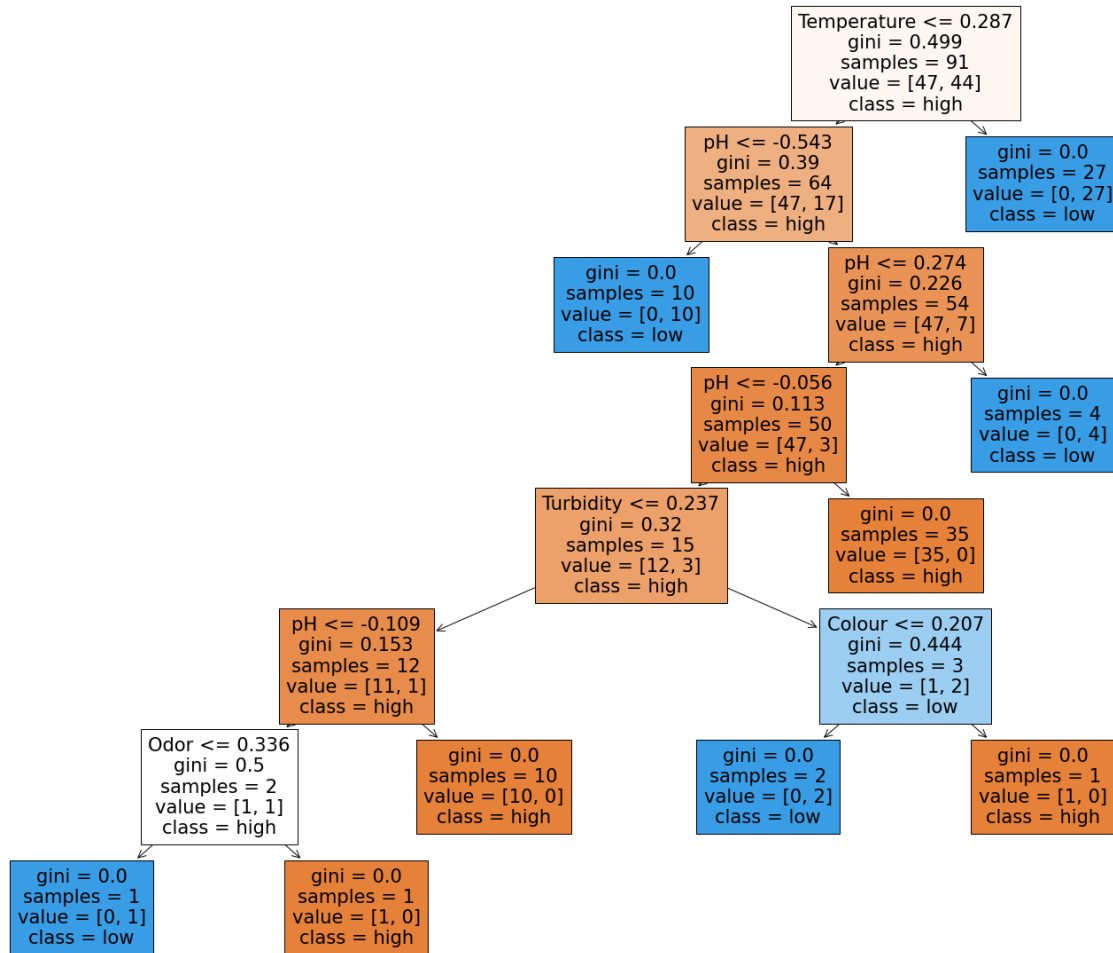 Temperature <= 0.287
gini = 0.499
samples = 91
value = [47, 44]
class = high
pH <= -0.543
gini = 0.39
samples = 64
value = [47, 17]
class = high
gini = 0.0
samples = 27
value = [0, 27]
class = low
gini = 0.0
samples = 10
value = [0, 10]
class = low
pH <= 0.274
gini = 0.226
samples = 54
value = [47, 7]
class = high
pH <= -0.056
gini = 0.113
samples = 50
value = [47, 3]
class = high
gini = 0.0
samples = 4
value = [0, 4]
class = low
Turbidity <= 0.237
gini = 0.32
samples = 15
value = [12, 3]
class = high
gini = 0.0
samples = 35
value = [35, 0]
class = high
pH <= -0.109
gini = 0.153
samples = 12
value = [11, 1]
class = high
Colour <= 0.207
gini = 0.444
samples = 3
value = [1, 2]
class = low
Odor <= 0.336
gini = 0.5
samples = 2
value = [1, 1]
class = high
gini = 0.0
samples = 10
value = [10, 0]
class = high
gini = 0.0
samples = 2
value = [0, 2]
class = low
gini = 0.0
samples = 1
value = [1, 0]
class = high
gini = 0.0
samples = 1
value = [0, 1]
class = low
gini = 0.0
samples = 1
value = [1, 0]
class = high